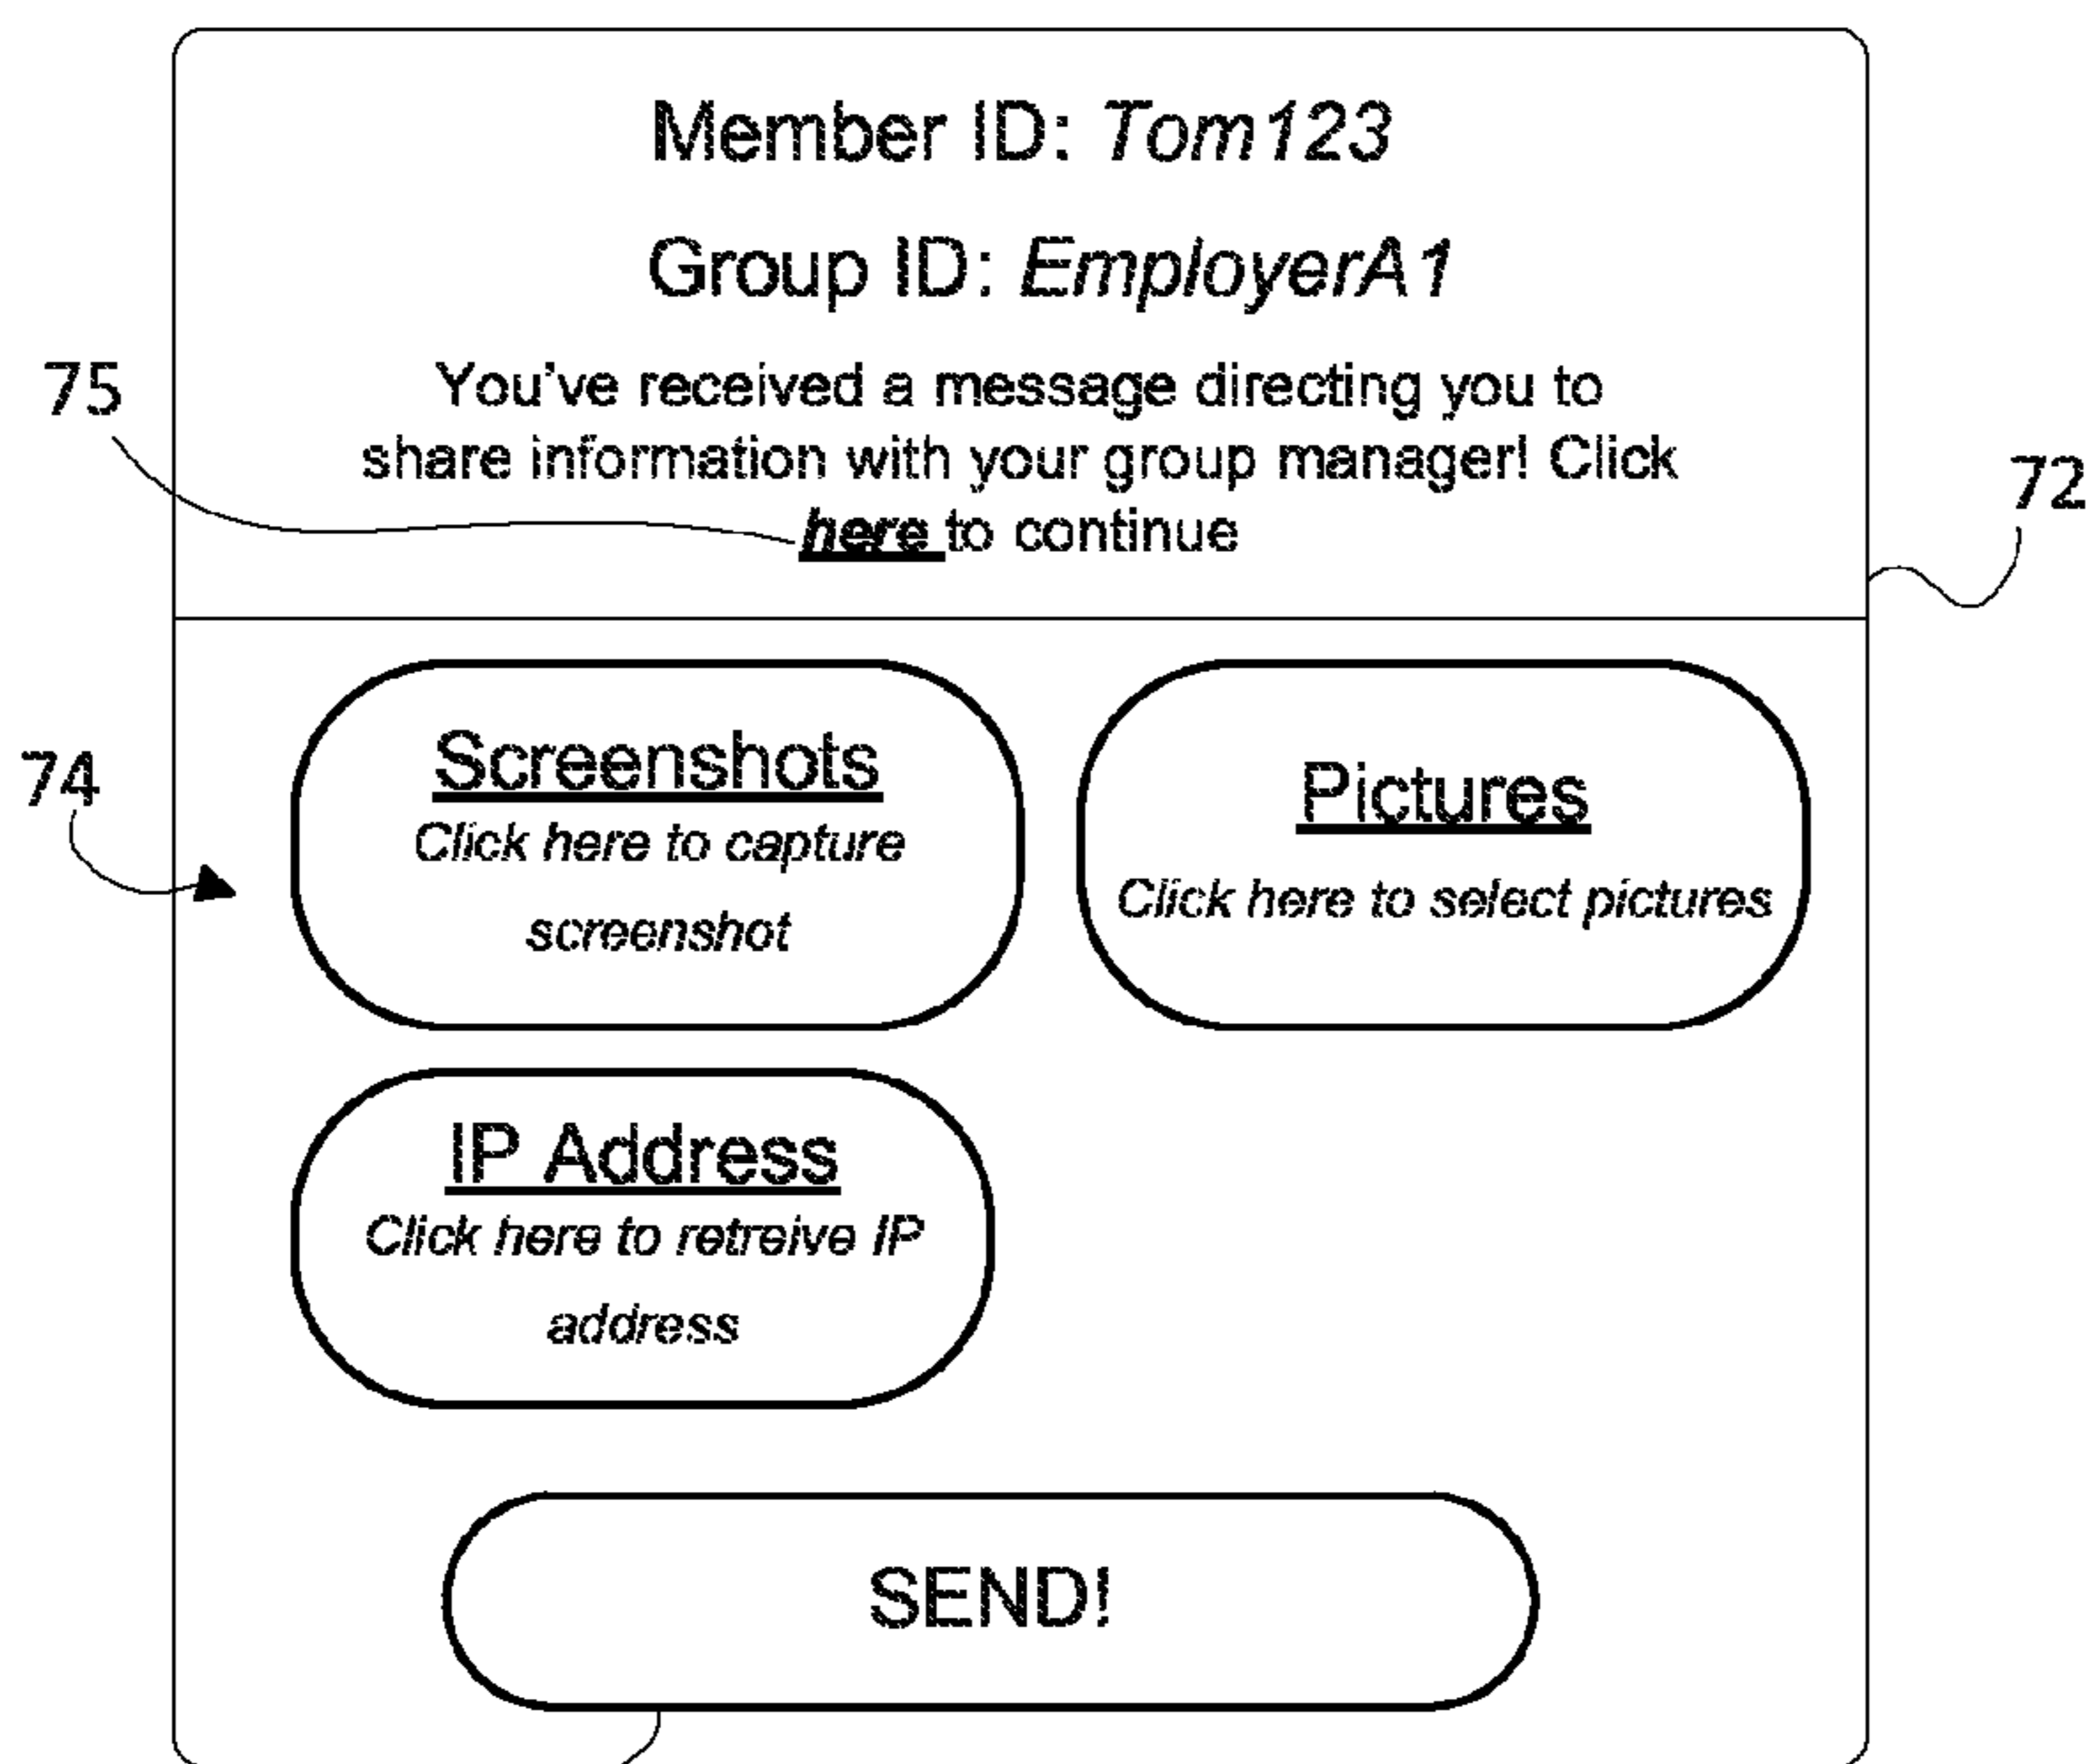 Member ID: Tom123
Group ID: EmployerA1
75
You've received a message directing you to
share information with your group manager! Click
here to continue
72
74
Screenshots
Click here to capture
screenshot
Pictures
Click here to select pictures
IP Address
Click here to retreive IP
address
SEND!